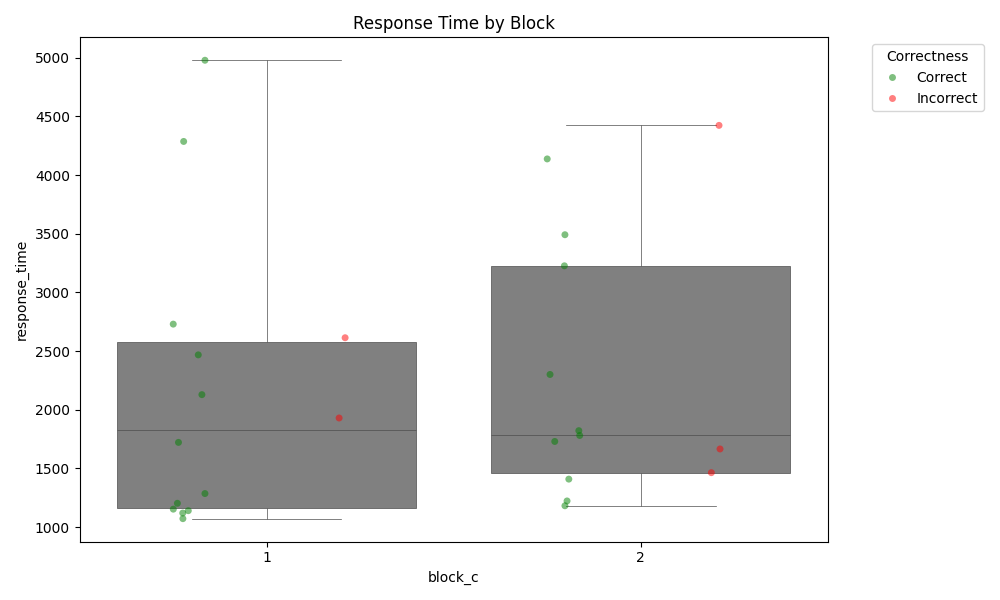 Response Time by Block
Correctness
Correct
Incorrect
response_time
5000
4500
4000
3500
3000
2500
2000
1500
1000
1
2
block_c